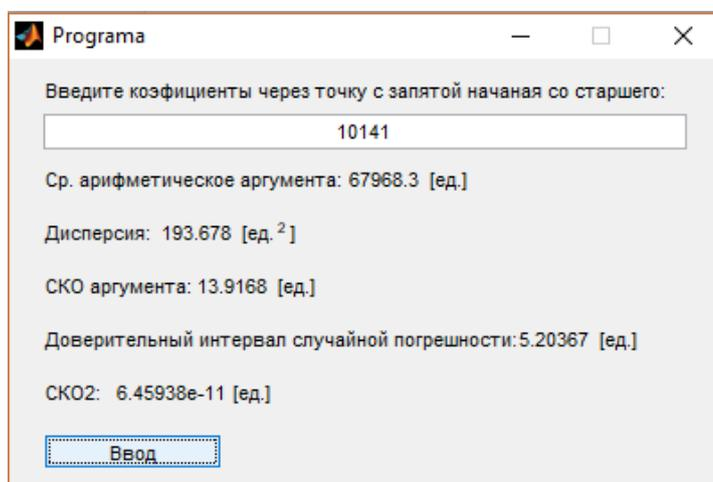 Programa
Введите коэфициенты через точку с запятой начаная со старшего:
10141
Ср. арифметическое аргумента: 67968.3 [ед.]
Дисперсия: 193.678 [ед.²]
СКО аргумента: 13.9168 [ед.]
Доверительный интервал случайной погрешности:5.20367 [ед.]
СКО2: 6.45938e-11 [ед.]
Ввод